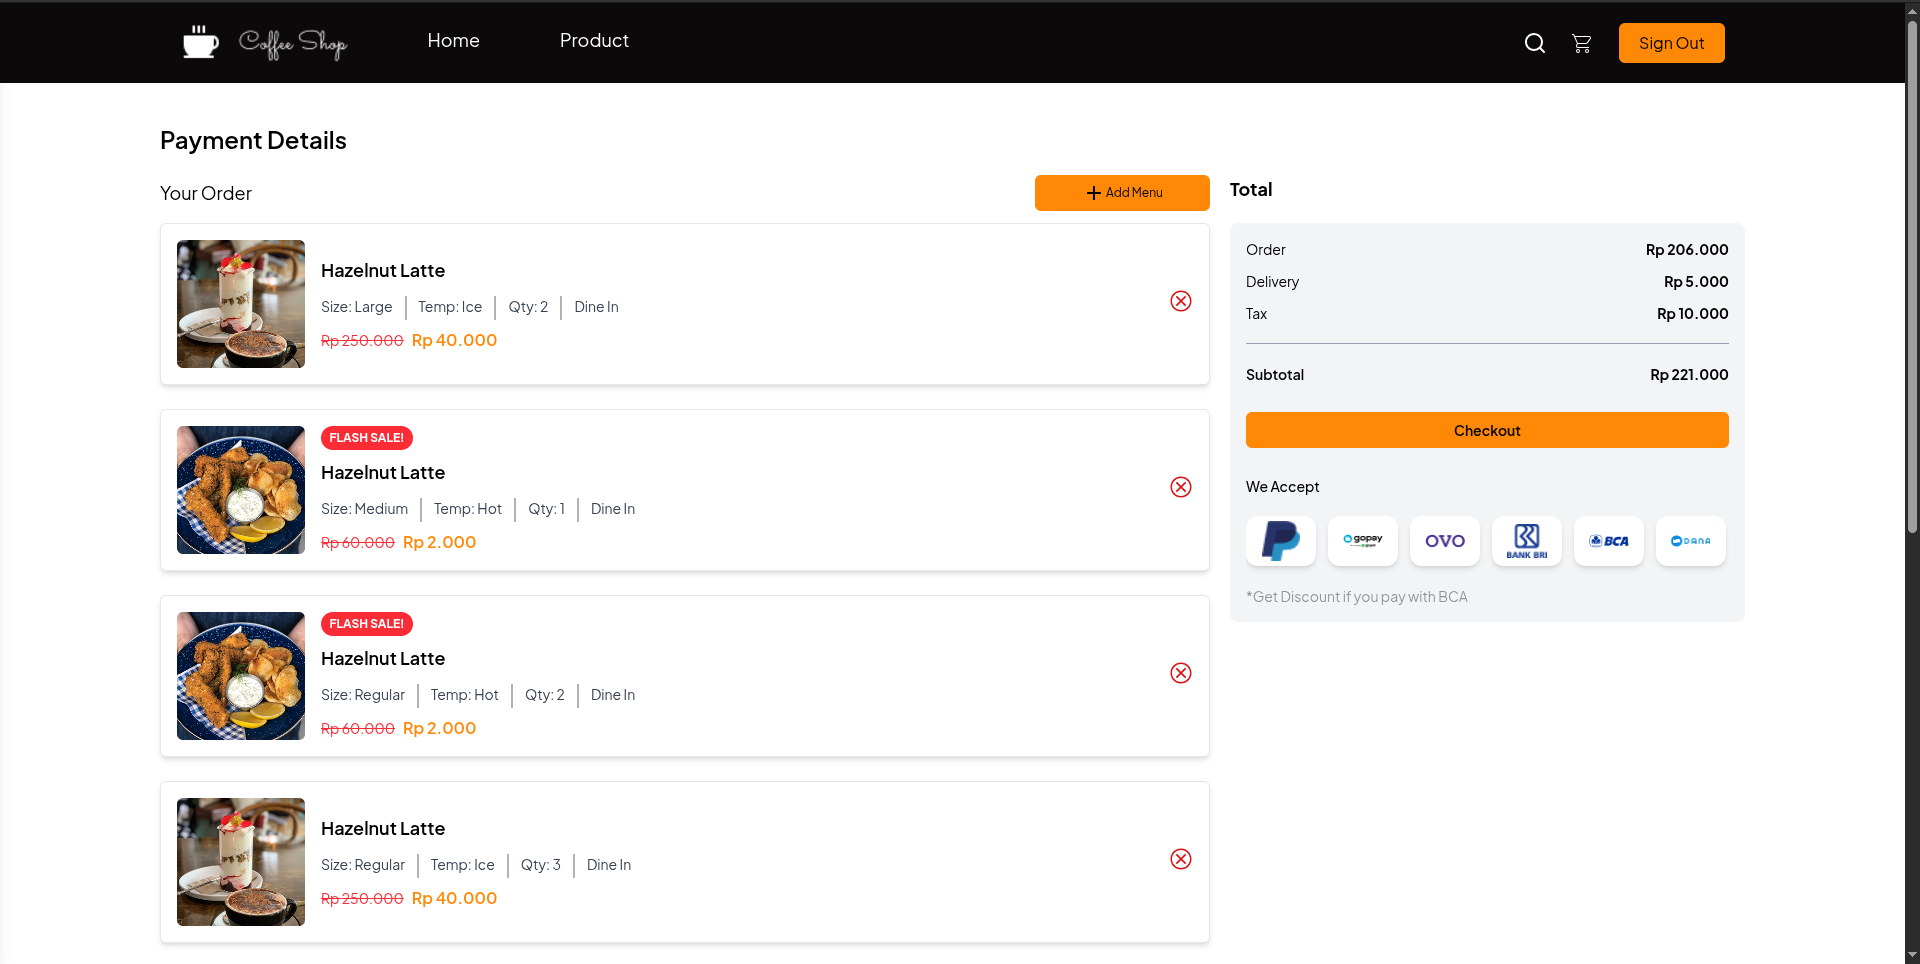 Coffee Shop
Home
Product
Sign Out
Payment Details
Your Order
Add Menu
Hazelnut Latte
Size: Large | Temp: Ice | Qty: 2 | Dine In
Rp 250.000 Rp 40.000
FLASH SALE!
Hazelnut Latte
Size: Medium | Temp: Hot | Qty: 1 | Dine In
Rp 60.000 Rp 2.000
FLASH SALE!
Hazelnut Latte
Size: Regular | Temp: Hot | Qty: 2 | Dine In
Rp 60.000 Rp 2.000
Hazelnut Latte
Size: Regular | Temp: Ice | Qty: 3 | Dine In
Rp 250.000 Rp 40.000
Total
Order Rp 206.000
Delivery Rp 5.000
Tax Rp 10.000
Subtotal Rp 221.000
Checkout
We Accept
gopay
OVO
BANK BRI
BCA
DANA
*Get Discount if you pay with BCA